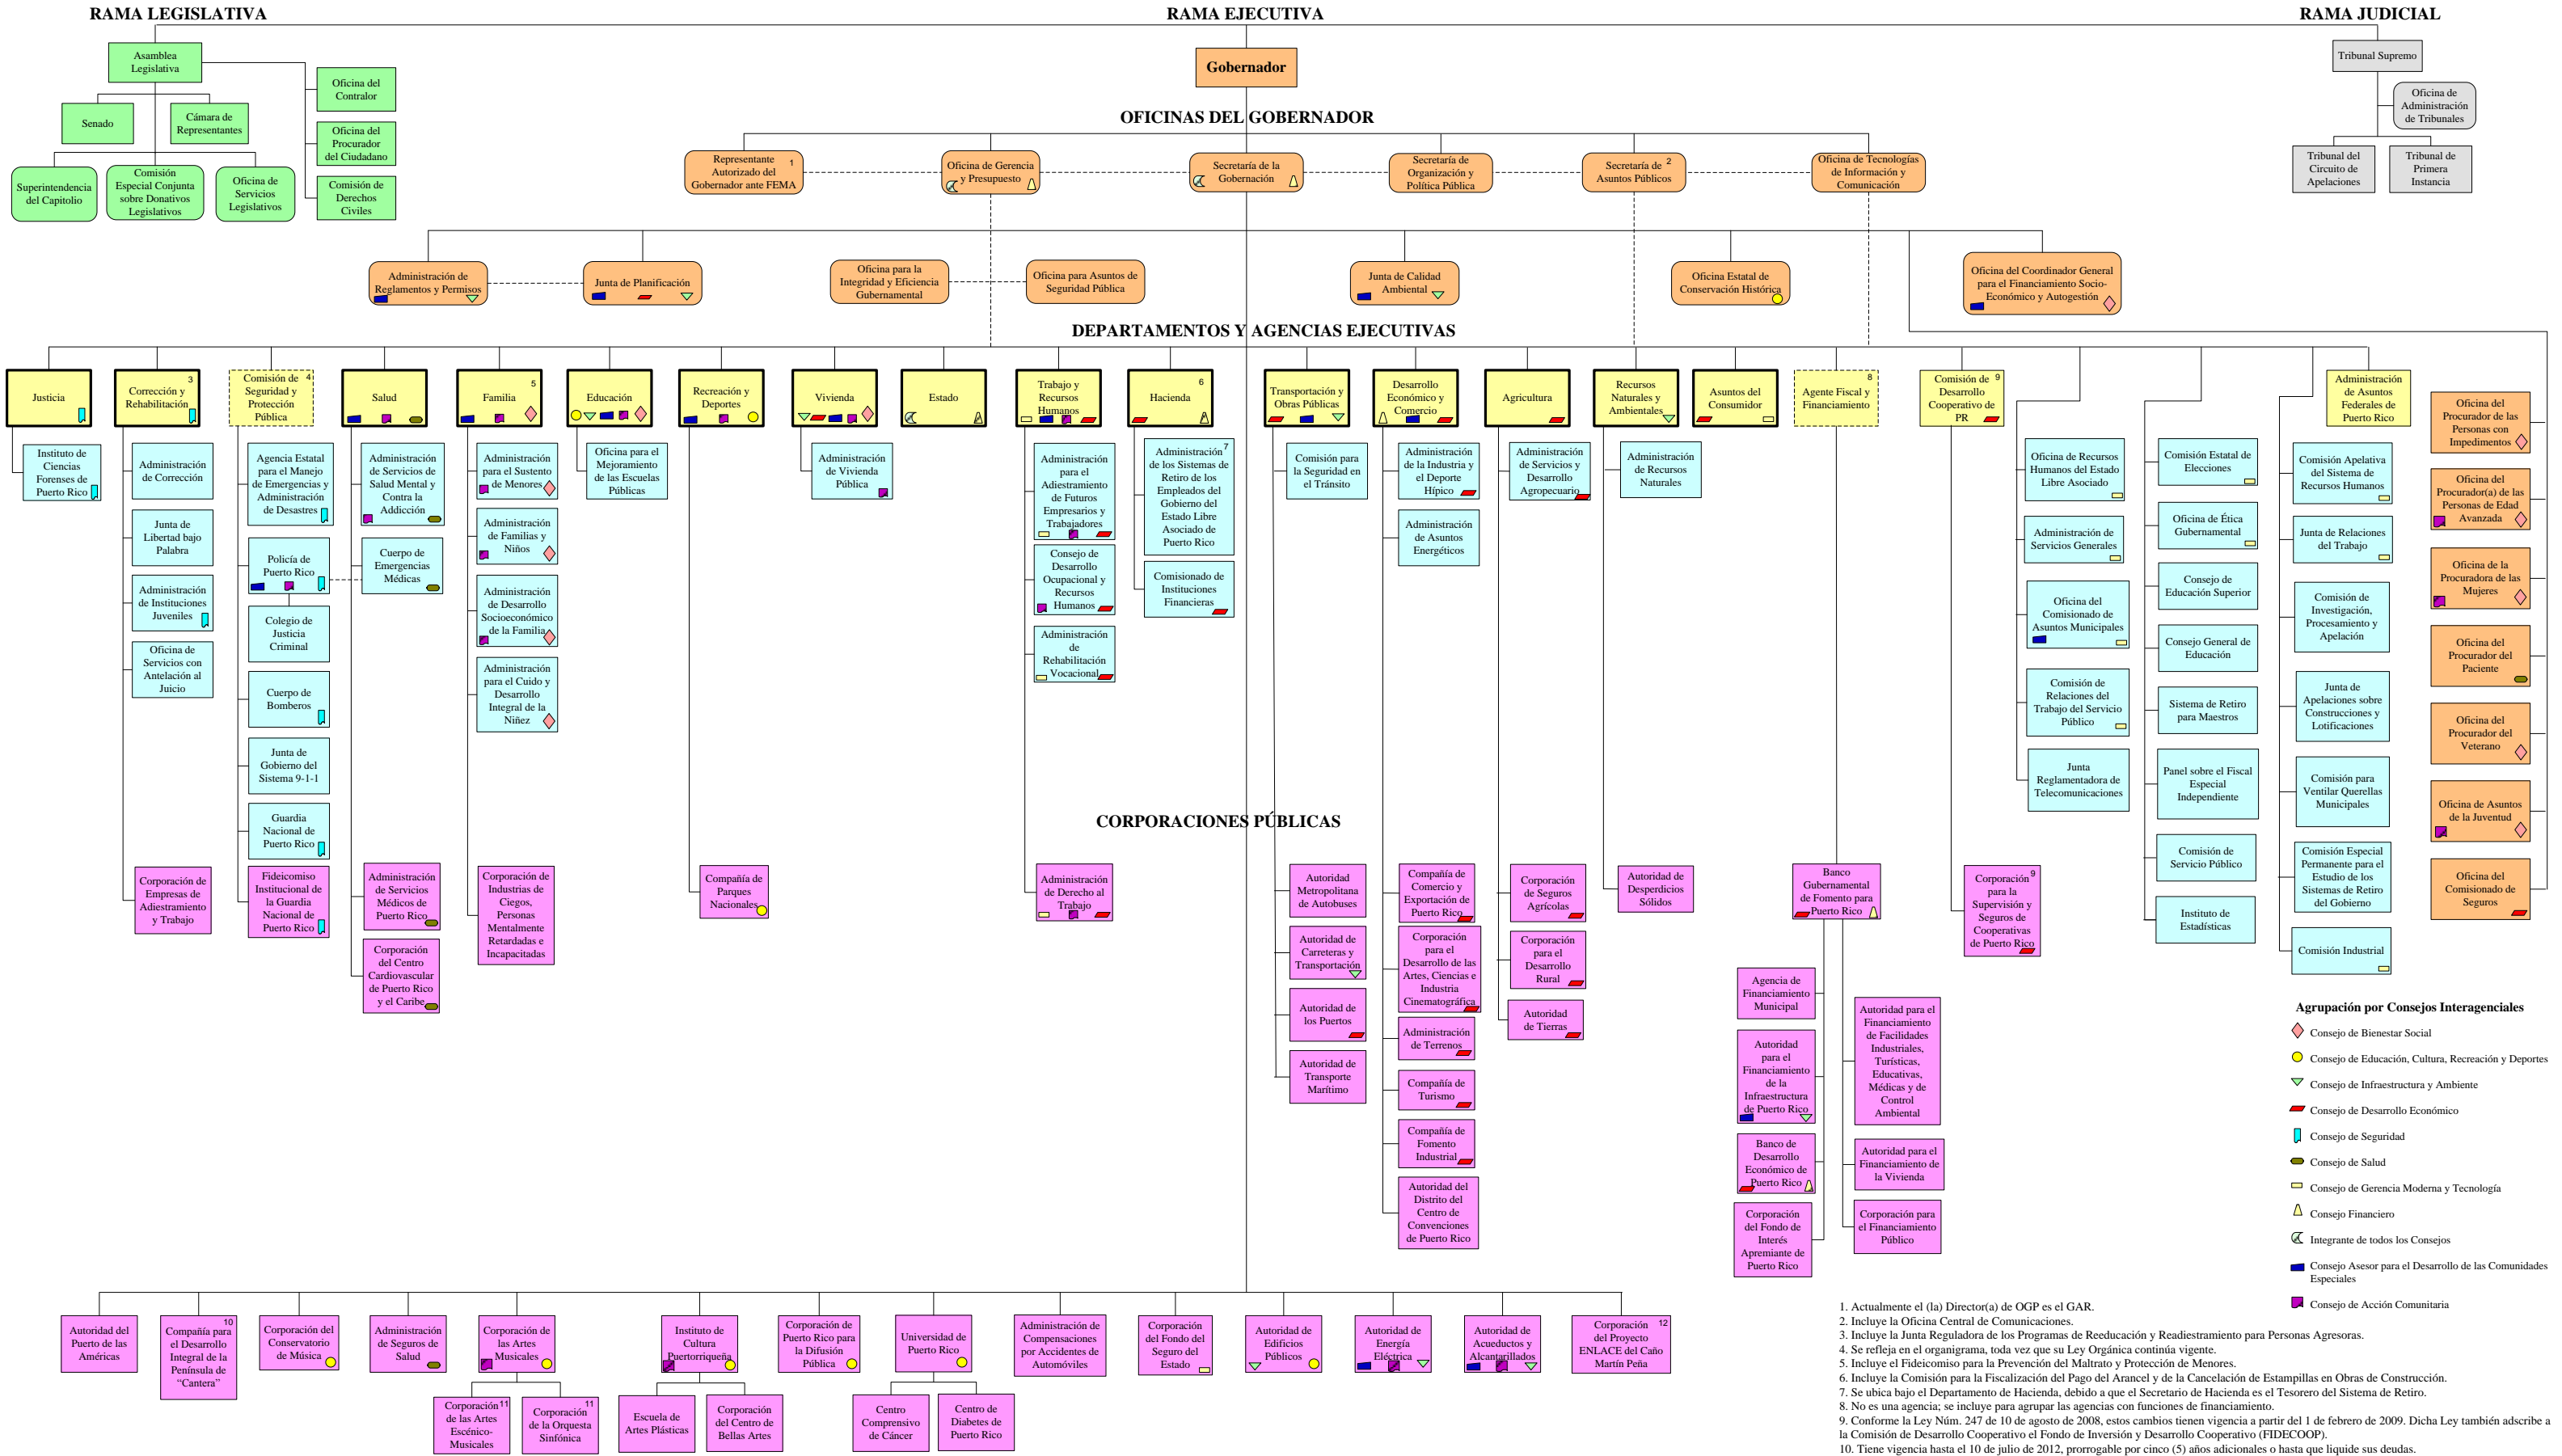 RAMA LEGISLATIVA
RAMA EJECUTIVA
RAMA JUDICIAL
Asamblea
Legislativa
Senado
Cámara de
Representantes
Superintendencia
del Capitolio
Comisión
Especial Conjunta
sobre Donativos
Legislativos
Oficina de
Servicios
Legislativos
Oficina del
Contralor
Oficina del
Procurador
del Ciudadano
Comisión de
Derechos
Civiles
Gobernador
Tribunal Supremo
Oficina de
Administración
de Tribunales
Tribunal del
Circuito de
Apelaciones
Tribunal de
Primera
Instancia
OFICINAS DEL GOBERNADOR
Representante 1
Autorizado del
Gobernador ante FEMA
Oficina de Gerencia
y Presupuesto
Secretaría de la
Gobernación
Secretaría de
Organización y
Política Pública
Secretaría de 2
Asuntos Públicos
Oficina de Tecnologías
de Información y
Comunicación
Administración de
Reglamentos y Permisos
Junta de Planificación
Oficina para la
Integridad y Eficiencia
Gubernamental
Oficina para Asuntos de
Seguridad Pública
Junta de Calidad
Ambiental
Oficina Estatal de
Conservación Histórica
Oficina del Coordinador General
para el Financiamiento Socio-
Económico y Autogestión
DEPARTAMENTOS Y AGENCIAS EJECUTIVAS
Justicia
3
Corrección y
Rehabilitación
Comisión de 4
Seguridad y
Protección
Pública
Salud
5
Familia
Educación
Recreación y
Deportes
Vivienda
Estado
Trabajo y
Recursos
Humanos
6
Hacienda
Transportación y
Obras Públicas
Desarrollo
Económico y
Comercio
Agricultura
Recursos
Naturales y
Ambientales
Asuntos del
Consumidor
8
Agente Fiscal y
Financiamiento
Comisión de 9
Desarrollo
Cooperativo de
PR
Administración
de Asuntos
Federales de
Puerto Rico
Instituto de
Ciencias
Forenses de
Puerto Rico
Administración
de Corrección
Junta de
Libertad bajo
Palabra
Administración
de Instituciones
Juveniles
Oficina de
Servicios con
Antelación al
Juicio
Agencia Estatal
para el Manejo
de Emergencias y
Administración
de Desastres
Policía de
Puerto Rico
Colegio de
Justicia
Criminal
Cuerpo de
Bomberos
Junta de
Gobierno del
Sistema 9-1-1
Guardia
Nacional de
Puerto Rico
Administración
de Servicios de
Salud Mental y
Contra la
Addicción
Cuerpo de
Emergencias
Médicas
Administración
para el Sustento
de Menores
Administración
de Familias y
Niños
Administración
de Desarrollo
Socioeconómico
de la Familia
Administración
para el Cuido y
Desarrollo
Integral de la
Niñez
Oficina para el
Mejoramiento
de las Escuelas
Públicas
Administración
de Vivienda
Pública
Administración
para el
Adiestramiento
de Futuros
Empresarios y
Trabajadores
Consejo de
Desarrollo
Ocupacional y
Recursos
Humanos
Administración
de
Rehabilitación
Vocacional
Administración 7
de los Sistemas de
Retiro de los
Empleados del
Gobierno del
Estado Libre
Asociado de
Puerto Rico
Comisionado de
Instituciones
Financieras
Comisión para
la Seguridad en
el Tránsito
Administración
de la Industria y
el Deporte
Hípico
Administración
de Asuntos
Energéticos
Administración
de Servicios y
Desarrollo
Agropecuario
Administración
de Recursos
Naturales
Oficina de Recursos
Humanos del Estado
Libre Asociado
Administración de
Servicios Generales
Oficina del
Comisionado de
Asuntos Municipales
Comisión de
Relaciones del
Trabajo del Servicio
Público
Junta
Reglamentadora de
Telecomunicaciones
Comisión Estatal de
Elecciones
Oficina de Ética
Gubernamental
Consejo de
Educación Superior
Consejo General de
Educación
Sistema de Retiro
para Maestros
Panel sobre el Fiscal
Especial
Independiente
Comisión de
Servicio Público
Instituto de
Estadísticas
Comisión Apelativa
del Sistema de
Recursos Humanos
Junta de Relaciones
del Trabajo
Comisión de
Investigación,
Procesamiento y
Apelación
Junta de
Apelaciones sobre
Construcciones y
Lotificaciones
Comisión para
Ventilar Querellas
Municipales
Comisión Especial
Permanente para el
Estudio de los
Sistemas de Retiro
del Gobierno
Comisión Industrial
Oficina del
Procurador de las
Personas con
Impedimentos
Oficina del
Procurador(a) de las
Personas de Edad
Avanzada
Oficina de la
Procuradora de las
Mujeres
Oficina del
Procurador del
Paciente
Oficina del
Procurador del
Veterano
Oficina de Asuntos
de la Juventud
Oficina del
Comisionado de
Seguros
CORPORACIONES PÚBLICAS
Corporación de
Empresas de
Adiestramiento
y Trabajo
Fideicomiso
Institucional de
la Guardia
Nacional de
Puerto Rico
Administración
de Servicios
Médicos de
Puerto Rico
Corporación
del Centro
Cardiovascular
de Puerto Rico
y el Caribe
Corporación de
Industrias de
Ciegos,
Personas
Mentalmente
Retardadas e
Incapacitadas
Compañía de
Parques
Nacionales
Administración
de Derecho al
Trabajo
Autoridad
Metropolitana
de Autobuses
Autoridad de
Carreteras y
Transportación
Autoridad de
los Puertos
Autoridad de
Transporte
Marítimo
Compañía de
Comercio y
Exportación de
Puerto Rico
Corporación
para el
Desarrollo de las
Artes, Ciencias e
Industria
Cinematográfica
Administración
de Terrenos
Compañía de
Turismo
Compañía de
Fomento
Industrial
Autoridad del
Distrito del
Centro de
Convenciones
de Puerto Rico
Corporación
de Seguros
Agrícolas
Corporación
para el
Desarrollo
Rural
Autoridad
de Tierras
Autoridad de
Desperdicios
Sólidos
Banco
Gubernamental
de Fomento para
Puerto Rico
Agencia de
Financiamiento
Municipal
Autoridad
para el
Financiamiento
de la
Infraestructura
de Puerto Rico
Banco de
Desarrollo
Económico de
Puerto Rico
Corporación
del Fondo de
Interés
Apremiante de
Puerto Rico
Autoridad para el
Financiamiento
de Facilidades
Industriales,
Turísticas,
Educativas,
Médicas y de
Control
Ambiental
Autoridad para el
Financiamiento de
la Vivienda
Corporación para
el Financiamiento
Público
Corporación 9
para la
Supervisión y
Seguros de
Cooperativas
de Puerto Rico
Agrupación por Consejos Interagenciales
Consejo de Bienestar Social
Consejo de Educación, Cultura, Recreación y Deportes
Consejo de Infraestructura y Ambiente
Consejo de Desarrollo Económico
Consejo de Seguridad
Consejo de Salud
Consejo de Gerencia Moderna y Tecnología
Consejo Financiero
Integrante de todos los Consejos
Consejo Asesor para el Desarrollo de las Comunidades
Especiales
Consejo de Acción Comunitaria
Autoridad del
Puerto de las
Américas
10
Compañía para
el Desarrollo
Integral de la
Península de
“Cantera”
Corporación del
Conservatorio
de Música
Administración
de Seguros de
Salud
Corporación de
las Artes
Musicales
Corporación 11
de las Artes
Escénico-
Musicales
11
Corporación
de la Orquesta
Sinfónica
Instituto de
Cultura
Puertorriqueña
Escuela de
Artes Plásticas
Corporación
del Centro de
Bellas Artes
Corporación de
Puerto Rico para
la Difusión
Pública
Universidad de
Puerto Rico
Centro
Comprensivo
de Cáncer
Centro de
Diabetes de
Puerto Rico
Administración de
Compensaciones
por Accidentes de
Automóviles
Corporación
del Fondo del
Seguro del
Estado
Autoridad de
Edificios
Públicos
Autoridad de
Energía
Eléctrica
Autoridad de
Acueductos y
Alcantarillados
Corporación 12
del Proyecto
ENLACE del Caño
Martín Peña
1. Actualmente el (la) Director(a) de OGP es el GAR.
2. Incluye la Oficina Central de Comunicaciones.
3. Incluye la Junta Reguladora de los Programas de Reeducación y Readiestramiento para Personas Agresoras.
4. Se refleja en el organigrama, toda vez que su Ley Orgánica continúa vigente.
5. Incluye el Fideicomiso para la Prevención del Maltrato y Protección de Menores.
6. Incluye la Comisión para la Fiscalización del Pago del Arancel y de la Cancelación de Estampillas en Obras de Construcción.
7. Se ubica bajo el Departamento de Hacienda, debido a que el Secretario de Hacienda es el Tesorero del Sistema de Retiro.
8. No es una agencia; se incluye para agrupar las agencias con funciones de financiamiento.
9. Conforme la Ley Núm. 247 de 10 de agosto de 2008, estos cambios tienen vigencia a partir del 1 de febrero de 2009. Dicha Ley también adscribe a
la Comisión de Desarrollo Cooperativo el Fondo de Inversión y Desarrollo Cooperativo (FIDECOOP).
10. Tiene vigencia hasta el 10 de julio de 2012, prorrogable por cinco (5) años adicionales o hasta que liquide sus deudas.